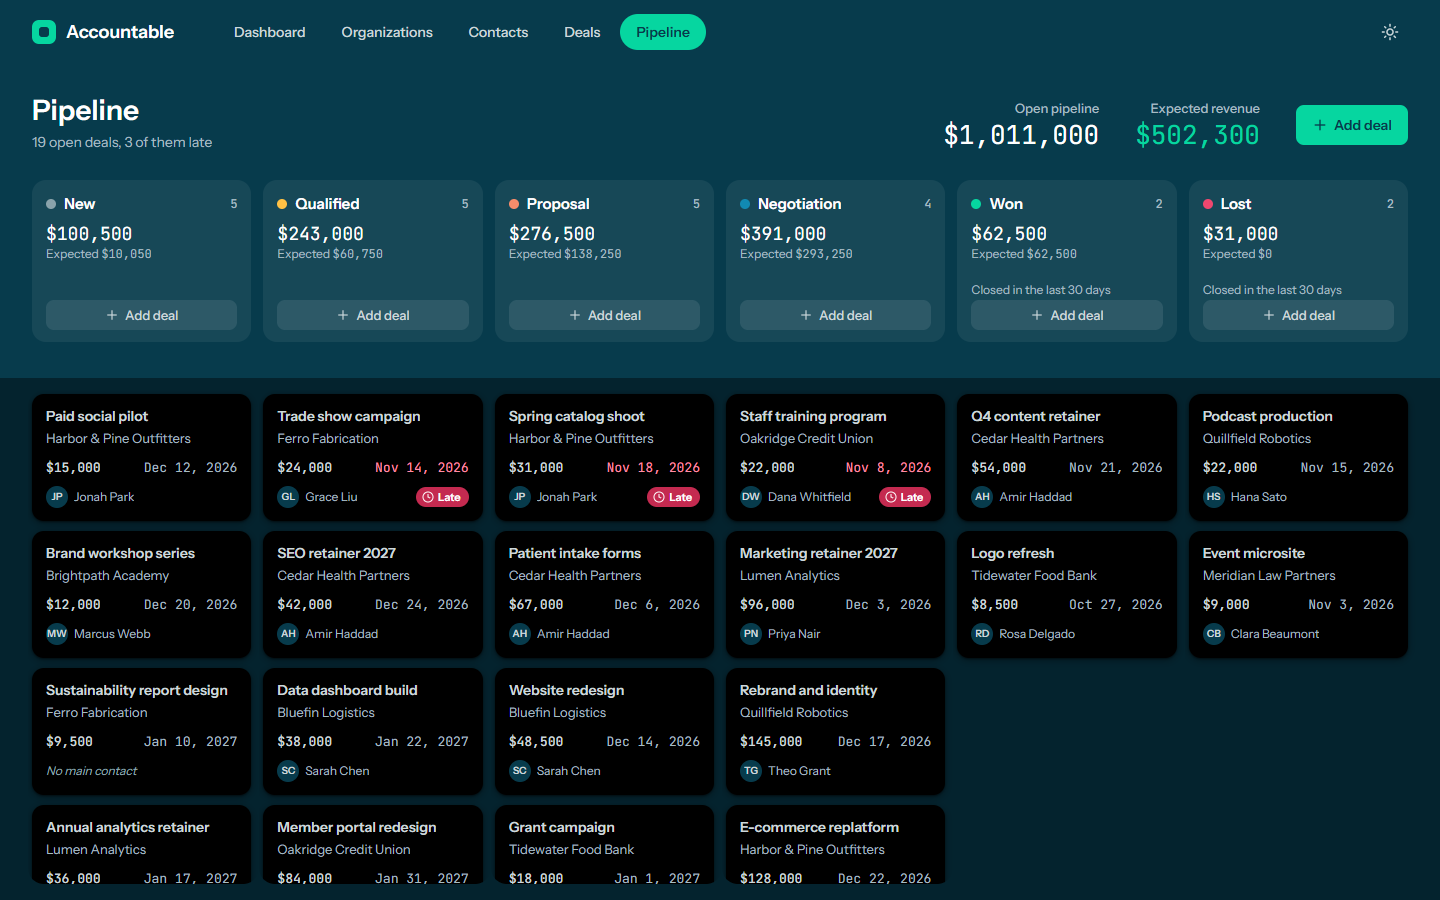 Accountable
Dashboard
Organizations
Contacts
Deals
Pipeline
Pipeline
19 open deals, 3 of them late
Open pipeline
$1,011,000
Expected revenue
$502,300
+ Add deal
New 5
$100,500
Expected $10,050
+ Add deal
Qualified 5
$243,000
Expected $60,750
+ Add deal
Proposal 5
$276,500
Expected $138,250
+ Add deal
Negotiation 4
$391,000
Expected $293,250
+ Add deal
Won 2
$62,500
Expected $62,500
Closed in the last 30 days
+ Add deal
Lost 2
$31,000
Expected $0
Closed in the last 30 days
+ Add deal
Paid social pilot
Harbor & Pine Outfitters
$15,000 Dec 12, 2026
JP Jonah Park
Trade show campaign
Ferro Fabrication
$24,000 Nov 14, 2026
GL Grace Liu Late
Spring catalog shoot
Harbor & Pine Outfitters
$31,000 Nov 18, 2026
JP Jonah Park Late
Staff training program
Oakridge Credit Union
$22,000 Nov 8, 2026
DW Dana Whitfield Late
Q4 content retainer
Cedar Health Partners
$54,000 Nov 21, 2026
AH Amir Haddad
Podcast production
Quillfield Robotics
$22,000 Nov 15, 2026
HS Hana Sato
Brand workshop series
Brightpath Academy
$12,000 Dec 20, 2026
MW Marcus Webb
SEO retainer 2027
Cedar Health Partners
$42,000 Dec 24, 2026
AH Amir Haddad
Patient intake forms
Cedar Health Partners
$67,000 Dec 6, 2026
AH Amir Haddad
Marketing retainer 2027
Lumen Analytics
$96,000 Dec 3, 2026
PN Priya Nair
Logo refresh
Tidewater Food Bank
$8,500 Oct 27, 2026
RD Rosa Delgado
Event microsite
Meridian Law Partners
$9,000 Nov 3, 2026
CB Clara Beaumont
Sustainability report design
Ferro Fabrication
$9,500 Jan 10, 2027
No main contact
Data dashboard build
Bluefin Logistics
$38,000 Jan 22, 2027
SC Sarah Chen
Website redesign
Bluefin Logistics
$48,500 Dec 14, 2026
SC Sarah Chen
Rebrand and identity
Quillfield Robotics
$145,000 Dec 17, 2026
TG Theo Grant
Annual analytics retainer
Lumen Analytics
$36,000 Jan 17, 2027
Member portal redesign
Oakridge Credit Union
$84,000 Jan 31, 2027
Grant campaign
Tidewater Food Bank
$18,000 Jan 1, 2027
E-commerce replatform
Harbor & Pine Outfitters
$128,000 Dec 22, 2026